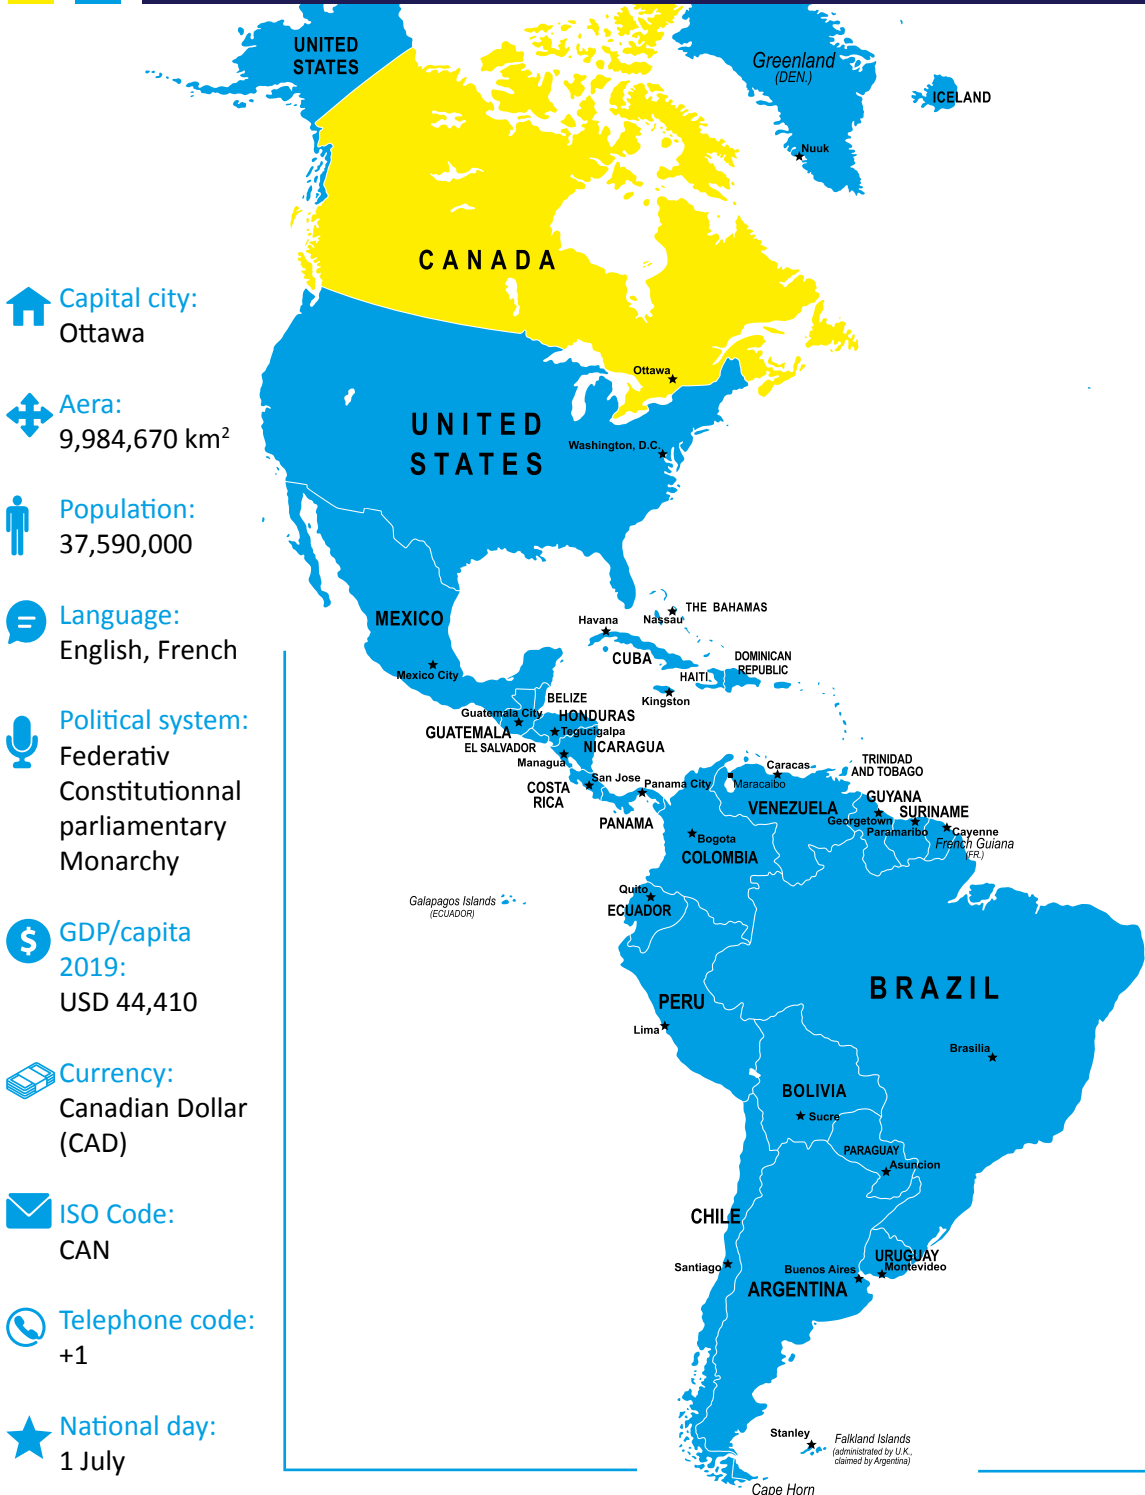 Capital city:
Ottawa
Aera:
9,984,670 km²
Population:
37,590,000
Language:
English, French
Political system:
Federativ
Constitutionnal
parliamentary
Monarchy
GDP/capita
2019:
USD 44,410
Currency:
Canadian Dollar
(CAD)
ISO Code:
CAN
Telephone code:
+1
National day:
1 July
UNITED
STATES
Greenland
(DEN.)
ICELAND
Nuuk
CANADA
Ottawa
UNITED
STATES
Washington, D.C.
MEXICO
Mexico City
Havana
Nassau
THE BAHAMAS
CUBA
HAITI
DOMINICAN
REPUBLIC
Kingston
BELIZE
Guatemala City
HONDURAS
GUATEMALA
Tegucigalpa
EL SALVADOR
NICARAGUA
Managua
San Jose
COSTA
RICA
Panama City
PANAMA
Caracas
Maracaibo
TRINIDAD
AND TOBAGO
VENEZUELA
GUYANA
Georgetown
SURINAME
Paramaribo
Cayenne
French Guiana
(FR.)
Bogota
COLOMBIA
Quito
ECUADOR
Galapagos Islands
(ECUADOR)
BRAZIL
PERU
Lima
Brasilia
BOLIVIA
Sucre
PARAGUAY
Asuncion
CHILE
Santiago
URUGUAY
Montevideo
Buenos Aires
ARGENTINA
Stanley
Falkland Islands
(administrated by U.K.,
claimed by Argentina)
Cape Horn